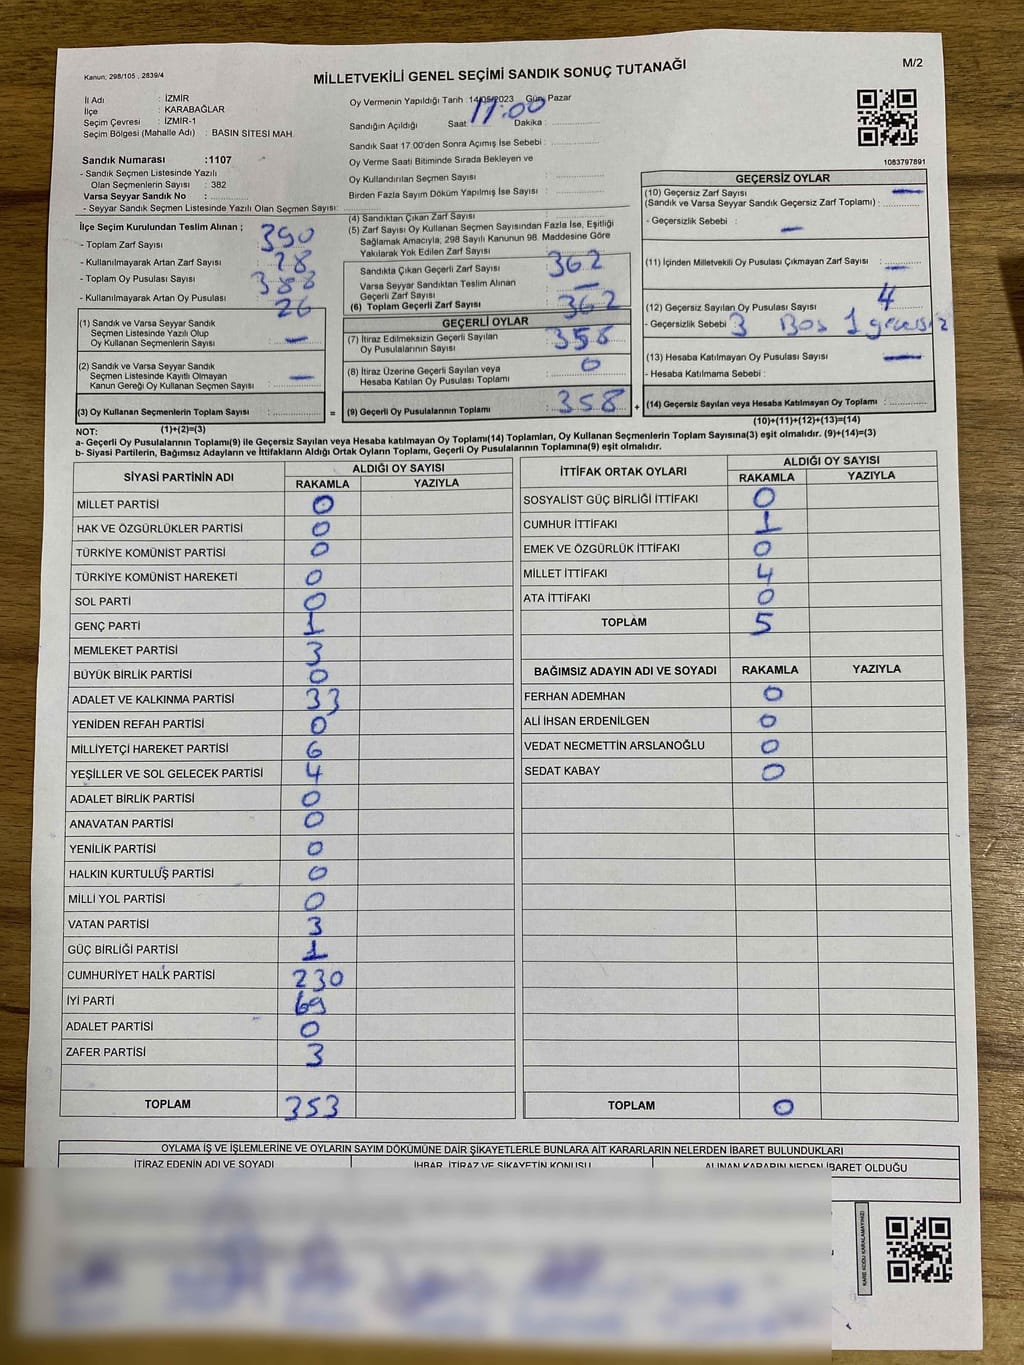 Kanun, 298/105 , 2839/4
MİLLETVEKİLİ GENEL SEÇİMİ SANDIK SONUÇ TUTANAĞI
M/2
İl Adı : İZMİR
İlçe : KARABAĞLAR
Seçim Çevresi : İZMİR-1
Seçim Bölgesi (Mahalle Adı) : BASIN SİTESİ MAH.
Sandık Numarası :1107
- Sandık Seçmen Listesinde Yazılı
Olan Seçmenlerin Sayısı : 382
Varsa Seyyar Sandık No :
- Seyyar Sandık Seçmen Listesinde Yazılı Olan Seçmen Sayısı:
Oy Vermenin Yapıldığı Tarih :14/05/2023 Gün: Pazar
Sandığın Açıldığı Saat 17:00 Dakika :
Sandık Saat 17.00'den Sonra Açımış İse Sebebi :
Oy Verme Saati Bitiminde Sırada Bekleyen ve
Oy Kullandırılan Seçmen Sayısı :
Birden Fazla Sayım Döküm Yapılmış İse Sayısı :
1083797891
İlçe Seçim Kurulundan Teslim Alınan ;
- Toplam Zarf Sayısı : 390
- Kullanılmayarak Artan Zarf Sayısı : 28
- Toplam Oy Pusulası Sayısı : 388
- Kullanılmayarak Artan Oy Pusulası : 26
(1) Sandık ve Varsa Seyyar Sandık
Seçmen Listesinde Yazılı Olup
Oy Kullanan Seçmenlerin Sayısı : —
(2) Sandık ve Varsa Seyyar Sandık
Seçmen Listesinde Kayıtlı Olmayan
Kanun Gereği Oy Kullanan Seçmen Sayısı : —
(3) Oy Kullanan Seçmenlerin Toplam Sayısı : =
(1)+(2)=(3)
(4) Sandıktan Çıkan Zarf Sayısı :
(5) Zarf Sayısı Oy Kullanan Seçmen Sayısından Fazla İse, Eşitliği
Sağlamak Amacıyla, 298 Sayılı Kanunun 98. Maddesine Göre
Yakılarak Yok Edilen Zarf Sayısı :
Sandıkta Çıkan Geçerli Zarf Sayısı : 362
Varsa Seyyar Sandıktan Teslim Alınan
Geçerli Zarf Sayısı : —
(6) Toplam Geçerli Zarf Sayısı : 362
GEÇERLİ OYLAR
(7) İtiraz Edilmeksizin Geçerli Sayılan
Oy Pusulalarının Sayısı : 358
(8) İtiraz Üzerine Geçerli Sayılan veya
Hesaba Katılan Oy Pusulası Toplamı : 0
(9) Geçerli Oy Pusulalarının Toplamı : 358 +
GEÇERSİZ OYLAR
(10) Geçersiz Zarf Sayısı —
(Sandık ve Varsa Seyyar Sandık Geçersiz Zarf Toplamı) :
- Geçersizlik Sebebi : —
(11) İçinden Milletvekili Oy Pusulası Çıkmayan Zarf Sayısı : —
(12) Geçersiz Sayılan Oy Pusulası Sayısı : 4
- Geçersizlik Sebebi : 3 Boş 1 geçersiz
(13) Hesaba Katılmayan Oy Pusulası Sayısı : —
- Hesaba Katılmama Sebebi :
(14) Geçersiz Sayılan veya Hesaba Katılmayan Oy Toplamı :
(10)+(11)+(12)+(13)=(14)
NOT:
a- Geçerli Oy Pusulalarının Toplamı(9) ile Geçersiz Sayılan veya Hesaba katılmayan Oy Toplamı(14) Toplamları, Oy Kullanan Seçmenlerin Toplam Sayısına(3) eşit olmalıdır. (9)+(14)=(3)
b- Siyasi Partilerin, Bağımsız Adayların ve İttifakların Aldığı Ortak Oyların Toplamı, Geçerli Oy Pusulalarının Toplamına(9) eşit olmalıdır.
SİYASİ PARTİNİN ADI ALDIĞI OY SAYISI
RAKAMLA YAZIYLA
MİLLET PARTİSİ 0
HAK VE ÖZGÜRLÜKLER PARTİSİ 0
TÜRKİYE KOMÜNİST PARTİSİ 0
TÜRKİYE KOMÜNİST HAREKETİ 0
SOL PARTİ 0
GENÇ PARTİ 1
MEMLEKET PARTİSİ 3
BÜYÜK BİRLİK PARTİSİ 0
ADALET VE KALKINMA PARTİSİ 33
YENİDEN REFAH PARTİSİ 0
MİLLİYETÇİ HAREKET PARTİSİ 6
YEŞİLLER VE SOL GELECEK PARTİSİ 4
ADALET BİRLİK PARTİSİ 0
ANAVATAN PARTİSİ 0
YENİLİK PARTİSİ 0
HALKIN KURTULUŞ PARTİSİ 0
MİLLİ YOL PARTİSİ 0
VATAN PARTİSİ 3
GÜÇ BİRLİĞİ PARTİSİ 1
CUMHURİYET HALK PARTİSİ 230
İYİ PARTİ 69
ADALET PARTİSİ 0
ZAFER PARTİSİ 3
TOPLAM 353
İTTİFAK ORTAK OYLARI ALDIĞI OY SAYISI
RAKAMLA YAZIYLA
SOSYALİST GÜÇ BİRLİĞİ İTTİFAKI 0
CUMHUR İTTİFAKI 1
EMEK VE ÖZGÜRLÜK İTTİFAKI 0
MİLLET İTTİFAKI 4
ATA İTTİFAKI 0
TOPLAM 5
BAĞIMSIZ ADAYIN ADI VE SOYADI RAKAMLA YAZIYLA
FERHAN ADEMHAN 0
ALİ İHSAN ERDENİLGEN 0
VEDAT NECMETTİN ARSLANOĞLU 0
SEDAT KABAY 0
TOPLAM 0
OYLAMA İŞ VE İŞLEMLERİNE VE OYLARIN SAYIM DÖKÜMÜNE DAİR ŞİKAYETLERLE BUNLARA AİT KARARLARIN NELERDEN İBARET BULUNDUKLARI
İTİRAZ EDENİN ADI VE SOYADI İHBAR, İTİRAZ VE ŞİKAYETİN KONUSU ALINAN KARARIN NEDEN İBARET OLDUĞU
KARE KODU KARALAMAYINIZ!